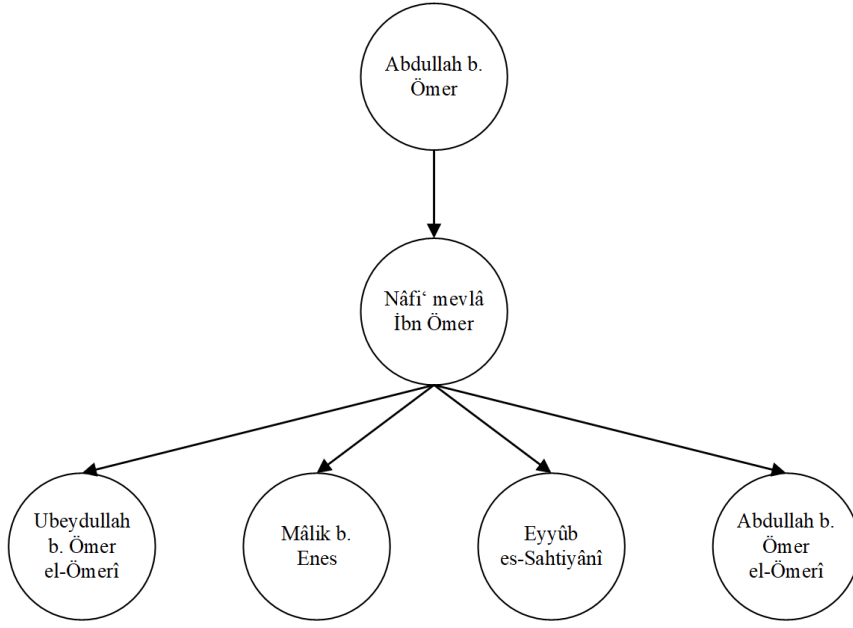 Abdullah b.
Ömer
Nâfi‘ mevlâ
İbn Ömer
Ubeydullah
b. Ömer
el-Ömerî
Mâlik b.
Enes
Eyyûb
es-Sahtiyânî
Abdullah b.
Ömer
el-Ömerî